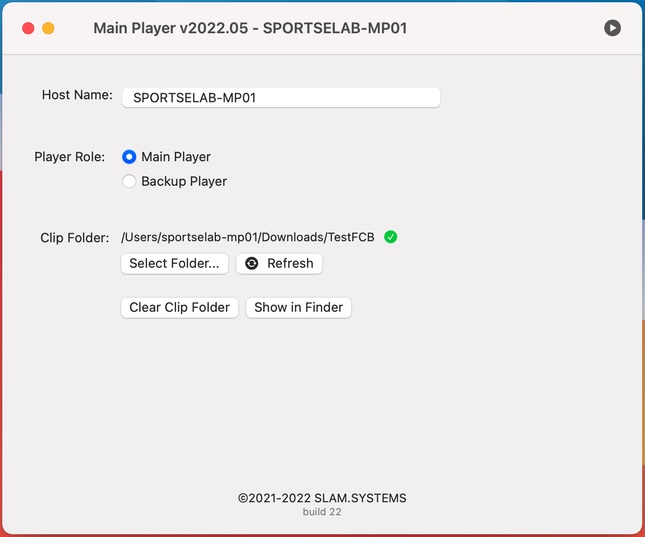 Main Player v2022.05 - SPORTSELAB-MP01
Host Name: SPORTSELAB-MP01
Player Role: Main Player
Backup Player
Clip Folder: /Users/sportselab-mp01/Downloads/TestFCB
Select Folder... Refresh
Clear Clip Folder Show in Finder
©2021-2022 SLAM.SYSTEMS
build 22